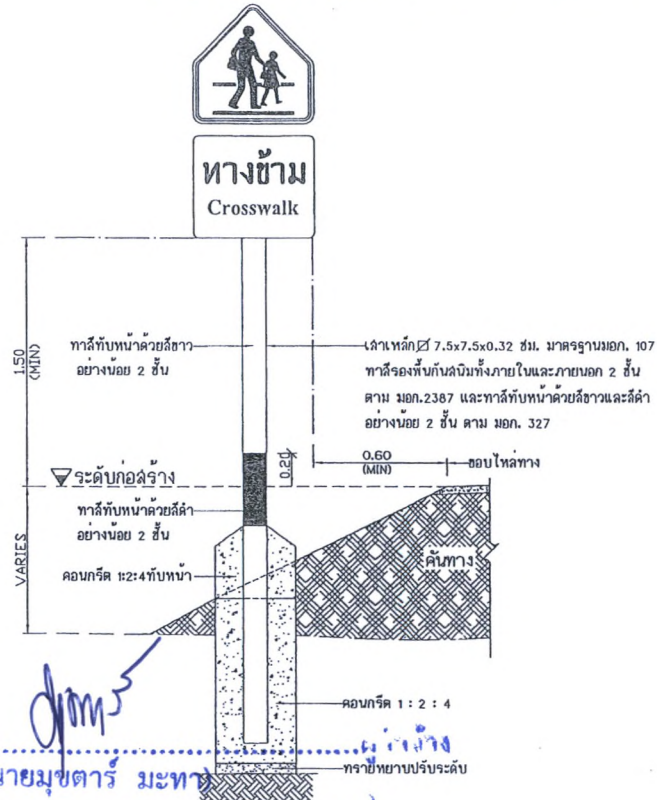 ทางข้าม
Crosswalk
1.50
(MIN)
ทาสีทับหน้าด้วยสีขาว
อย่างน้อย 2 ชั้น
เสาเหล็ก 7.5x7.5x0.32 ซม. มาตรฐานมอก. 107
ทาสีรองพื้นกันสนิมทั้งภายในและภายนอก 2 ชั้น
ตาม มอก.2387 และทาสีทับหน้าด้วยสีขาวและสีดำ
อย่างน้อย 2 ชั้น ตาม มอก. 327
0.20
0.60
(MIN)
ขอบไหล่ทาง
ระดับก่อสร้าง
ทาสีทับหน้าด้วยสีดำ
อย่างน้อย 2 ชั้น
VARIES
คันทาง
คอนกรีต 1:2:4ทับหน้า
คอนกรีต 1 : 2 : 4
ทรายหยาบปรับระดับ
นายมุขตาร์ มะทา)